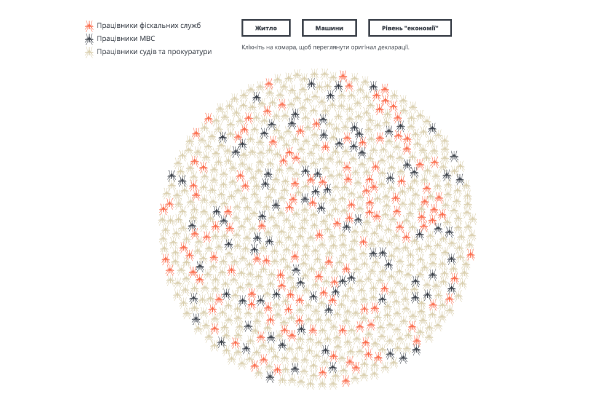 Працівники фіскальних служб
Працівники МВС
Працівники судів та прокуратури
Житло
Машини
Рівень "економії"
Клікніть на комара, щоб переглянути оригінал декларації.